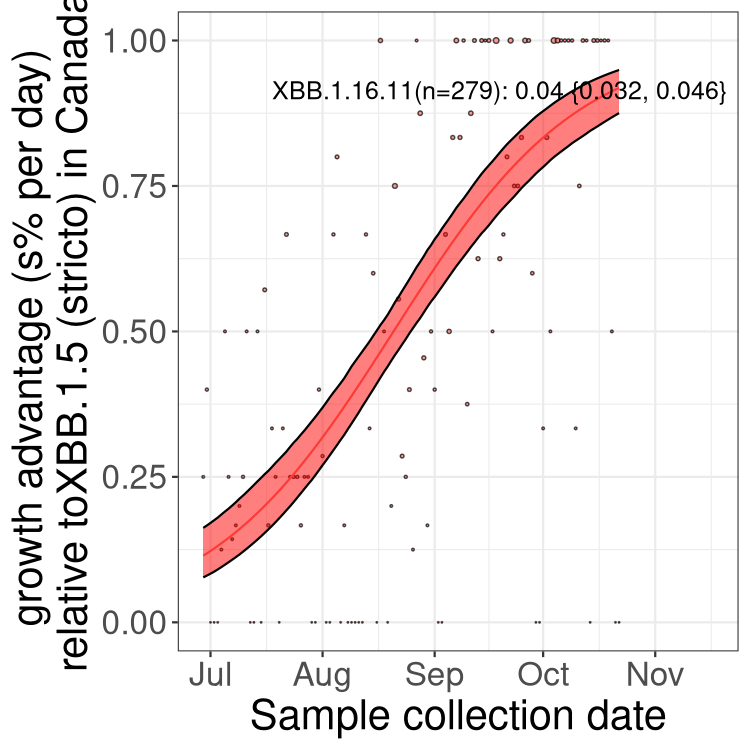 growth advantage (s% per day)
relative toXBB.1.5 (stricto) in Canada
1.00
0.75
0.50
0.25
0.00
XBB.1.16.11(n=279): 0.04 {0.032, 0.046}
Jul
Aug
Sep
Oct
Nov
Sample collection date